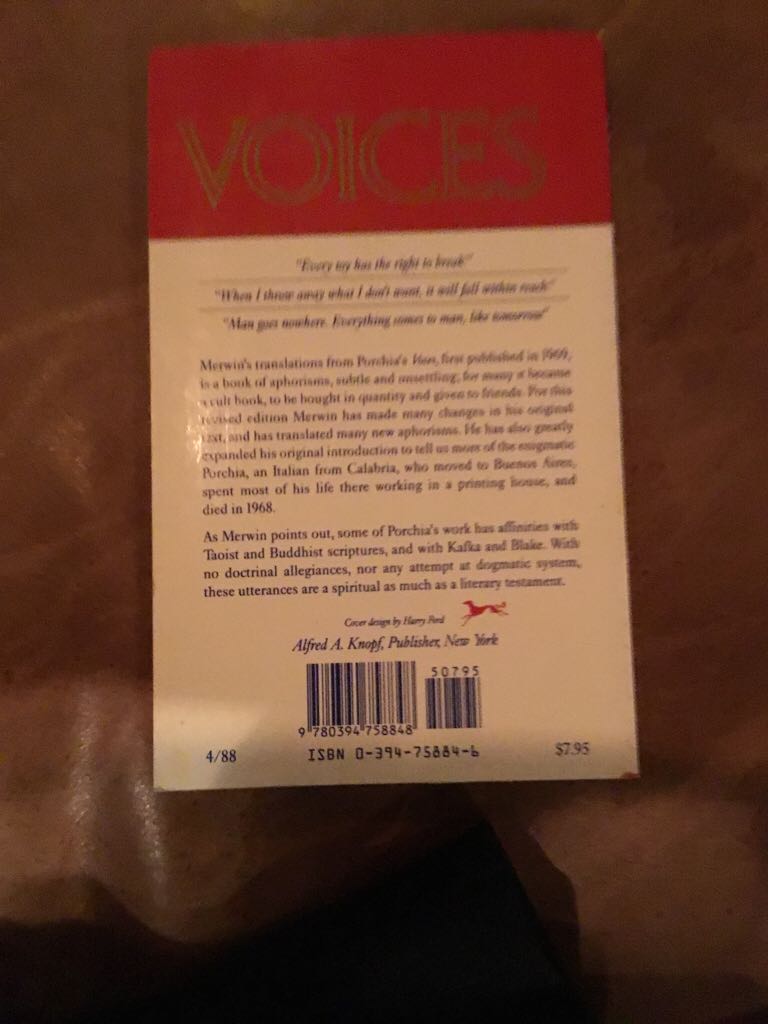 VOICES
"Every toy has the right to break"
"When I throw away what I don't want, it will fall within reach"
"Man goes nowhere. Everything comes to man, like tomorrow"
Merwin's translations from Porchia's Voces, first published in 1969,
is a book of aphorisms, subtle and unsettling; for many it became
a cult book, to be bought in quantity and given to friends. For this
revised edition Merwin has made many changes in his original
text, and has translated many new aphorisms. He has also greatly
expanded his original introduction to tell us more of the enigmatic
Porchia, an Italian from Calabria, who moved to Buenos Aires,
spent most of his life there working in a printing house, and
died in 1968.
As Merwin points out, some of Porchia's work has affinities with
Taoist and Buddhist scriptures, and with Kafka and Blake. With
no doctrinal allegiances, nor any attempt at dogmatic system,
these utterances are a spiritual as much as a literary testament.
Cover design by Harry Ford
Alfred A. Knopf, Publisher, New York
50795
9 780394 758848
4/88
ISBN 0-394-75884-6
$7.95